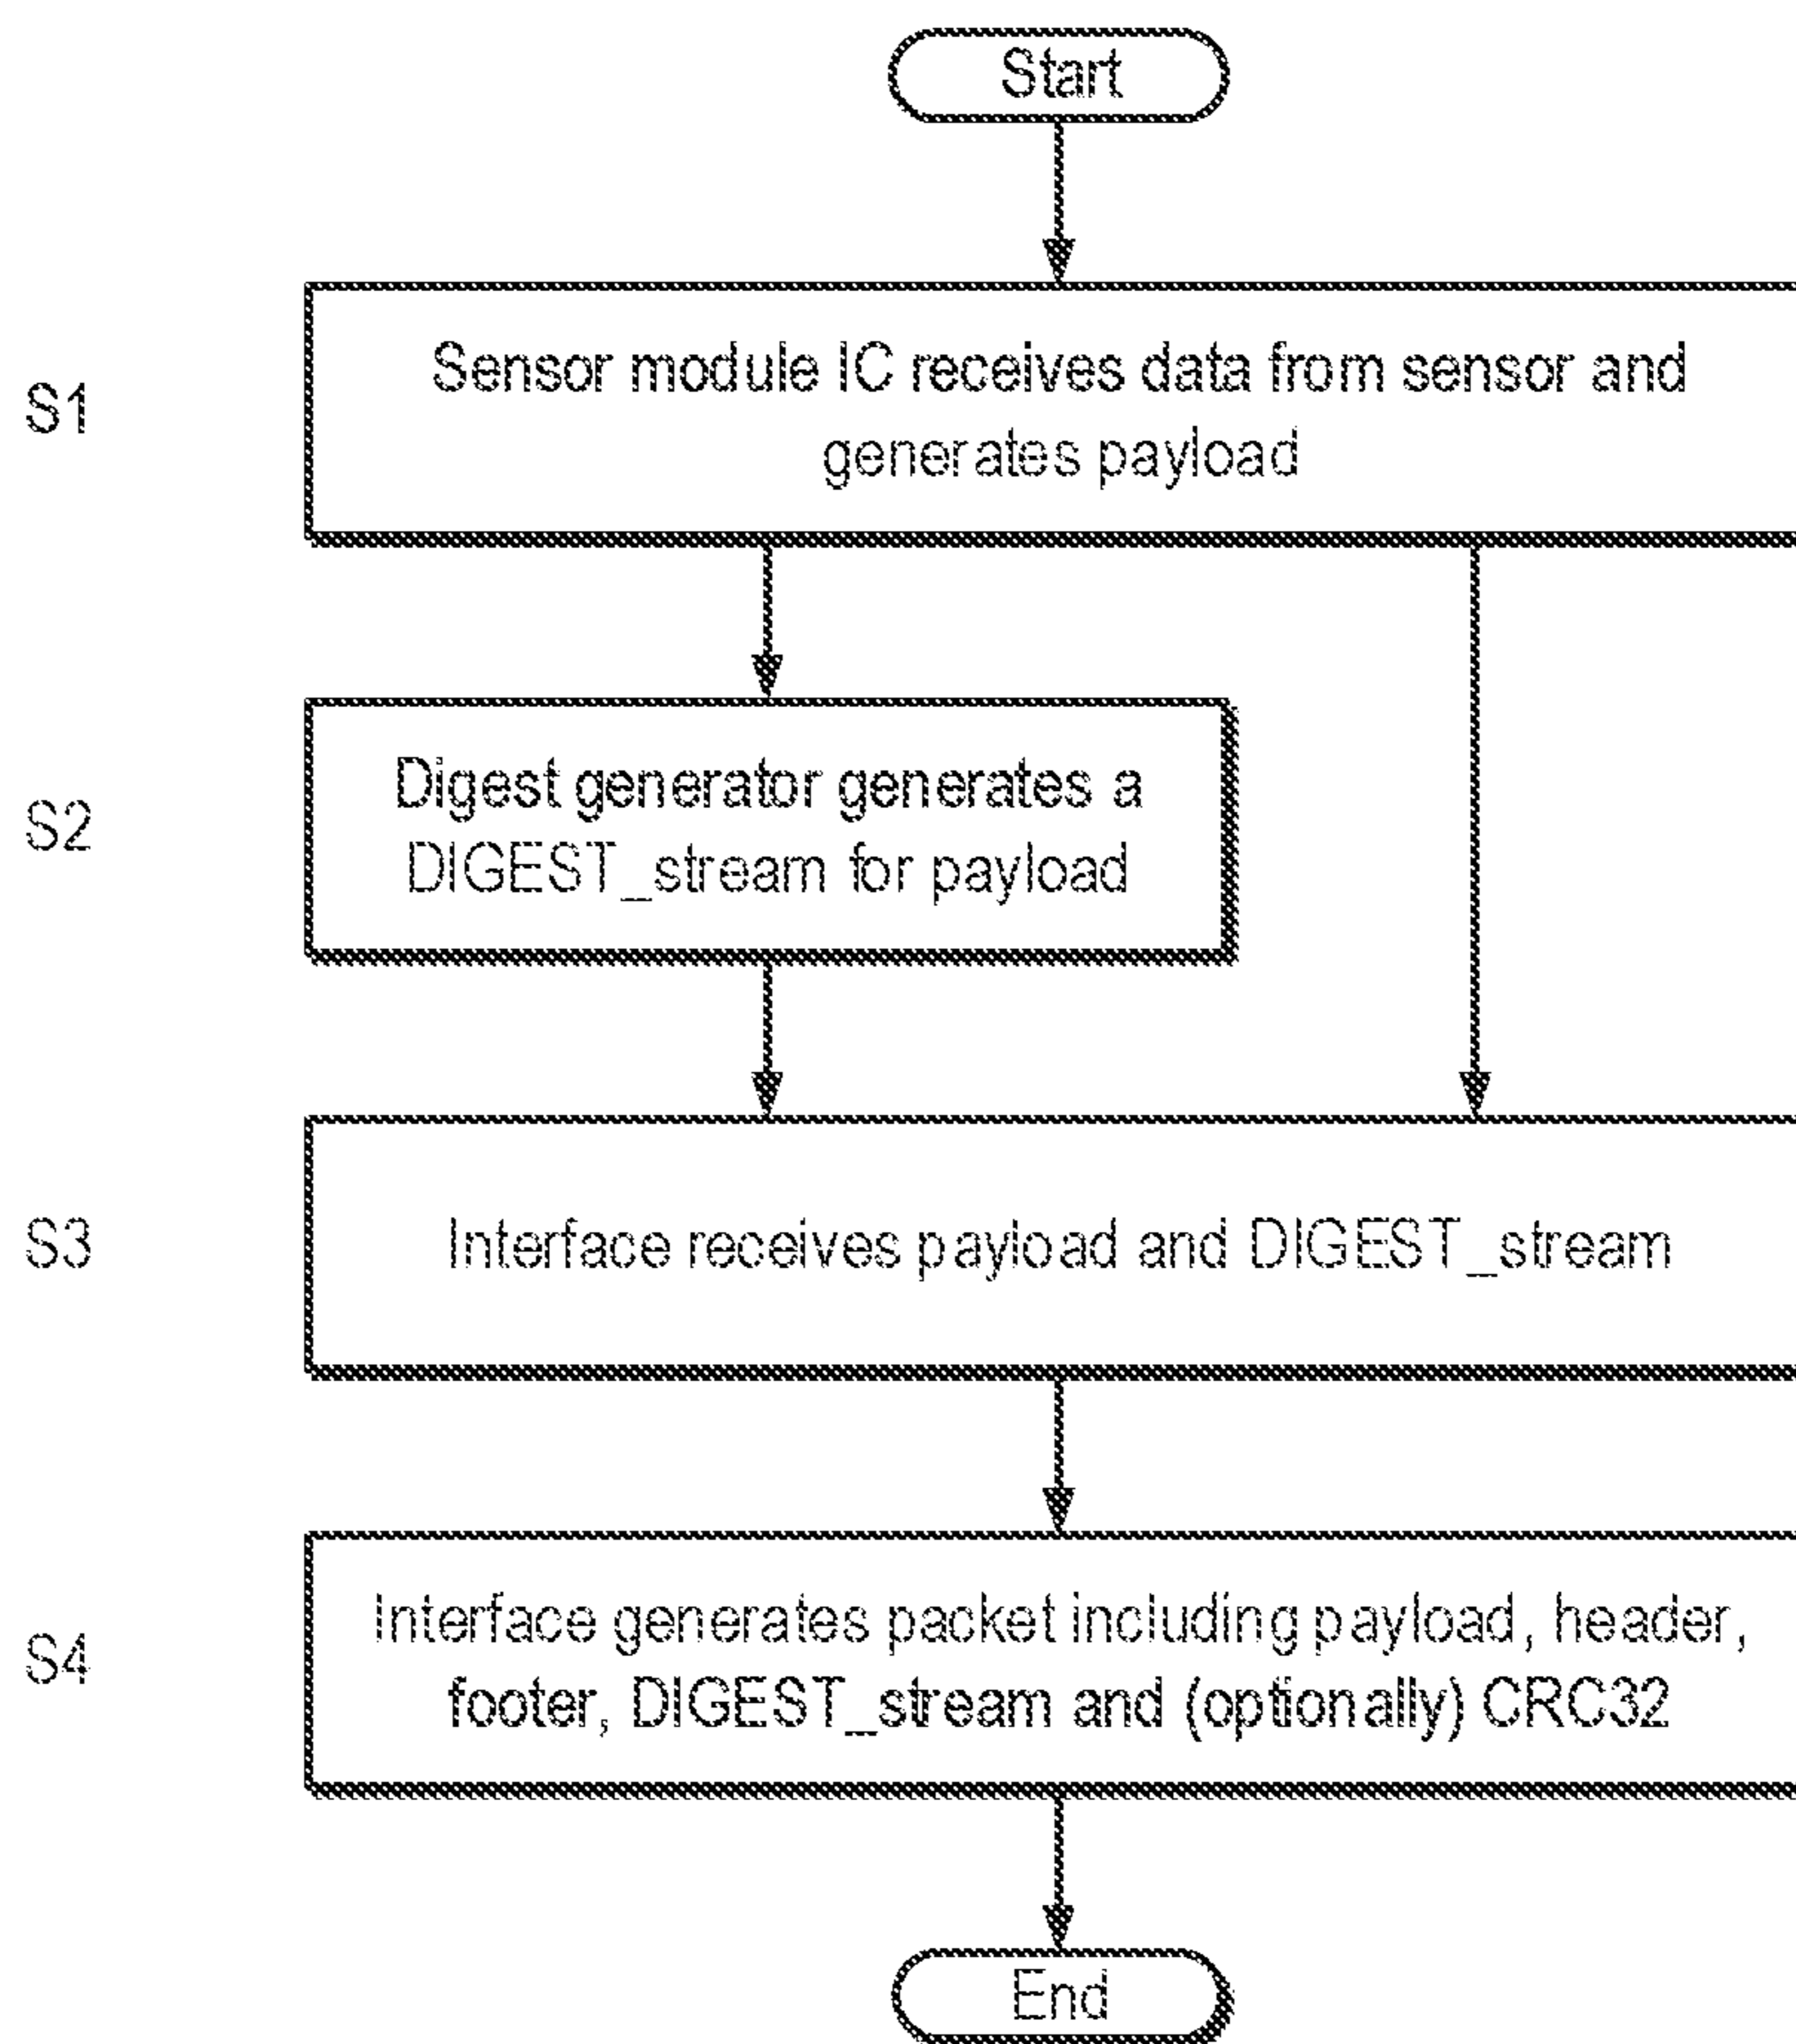 Start
S1
Sensor module IC receives data from sensor and
generates payload
S2
Digest generator generates a
DIGEST_stream for payload
S3
Interface receives payload and DIGEST_stream
S4
Interface generates packet including payload, header,
footer, DIGEST_stream and (optionally) CRC32
End